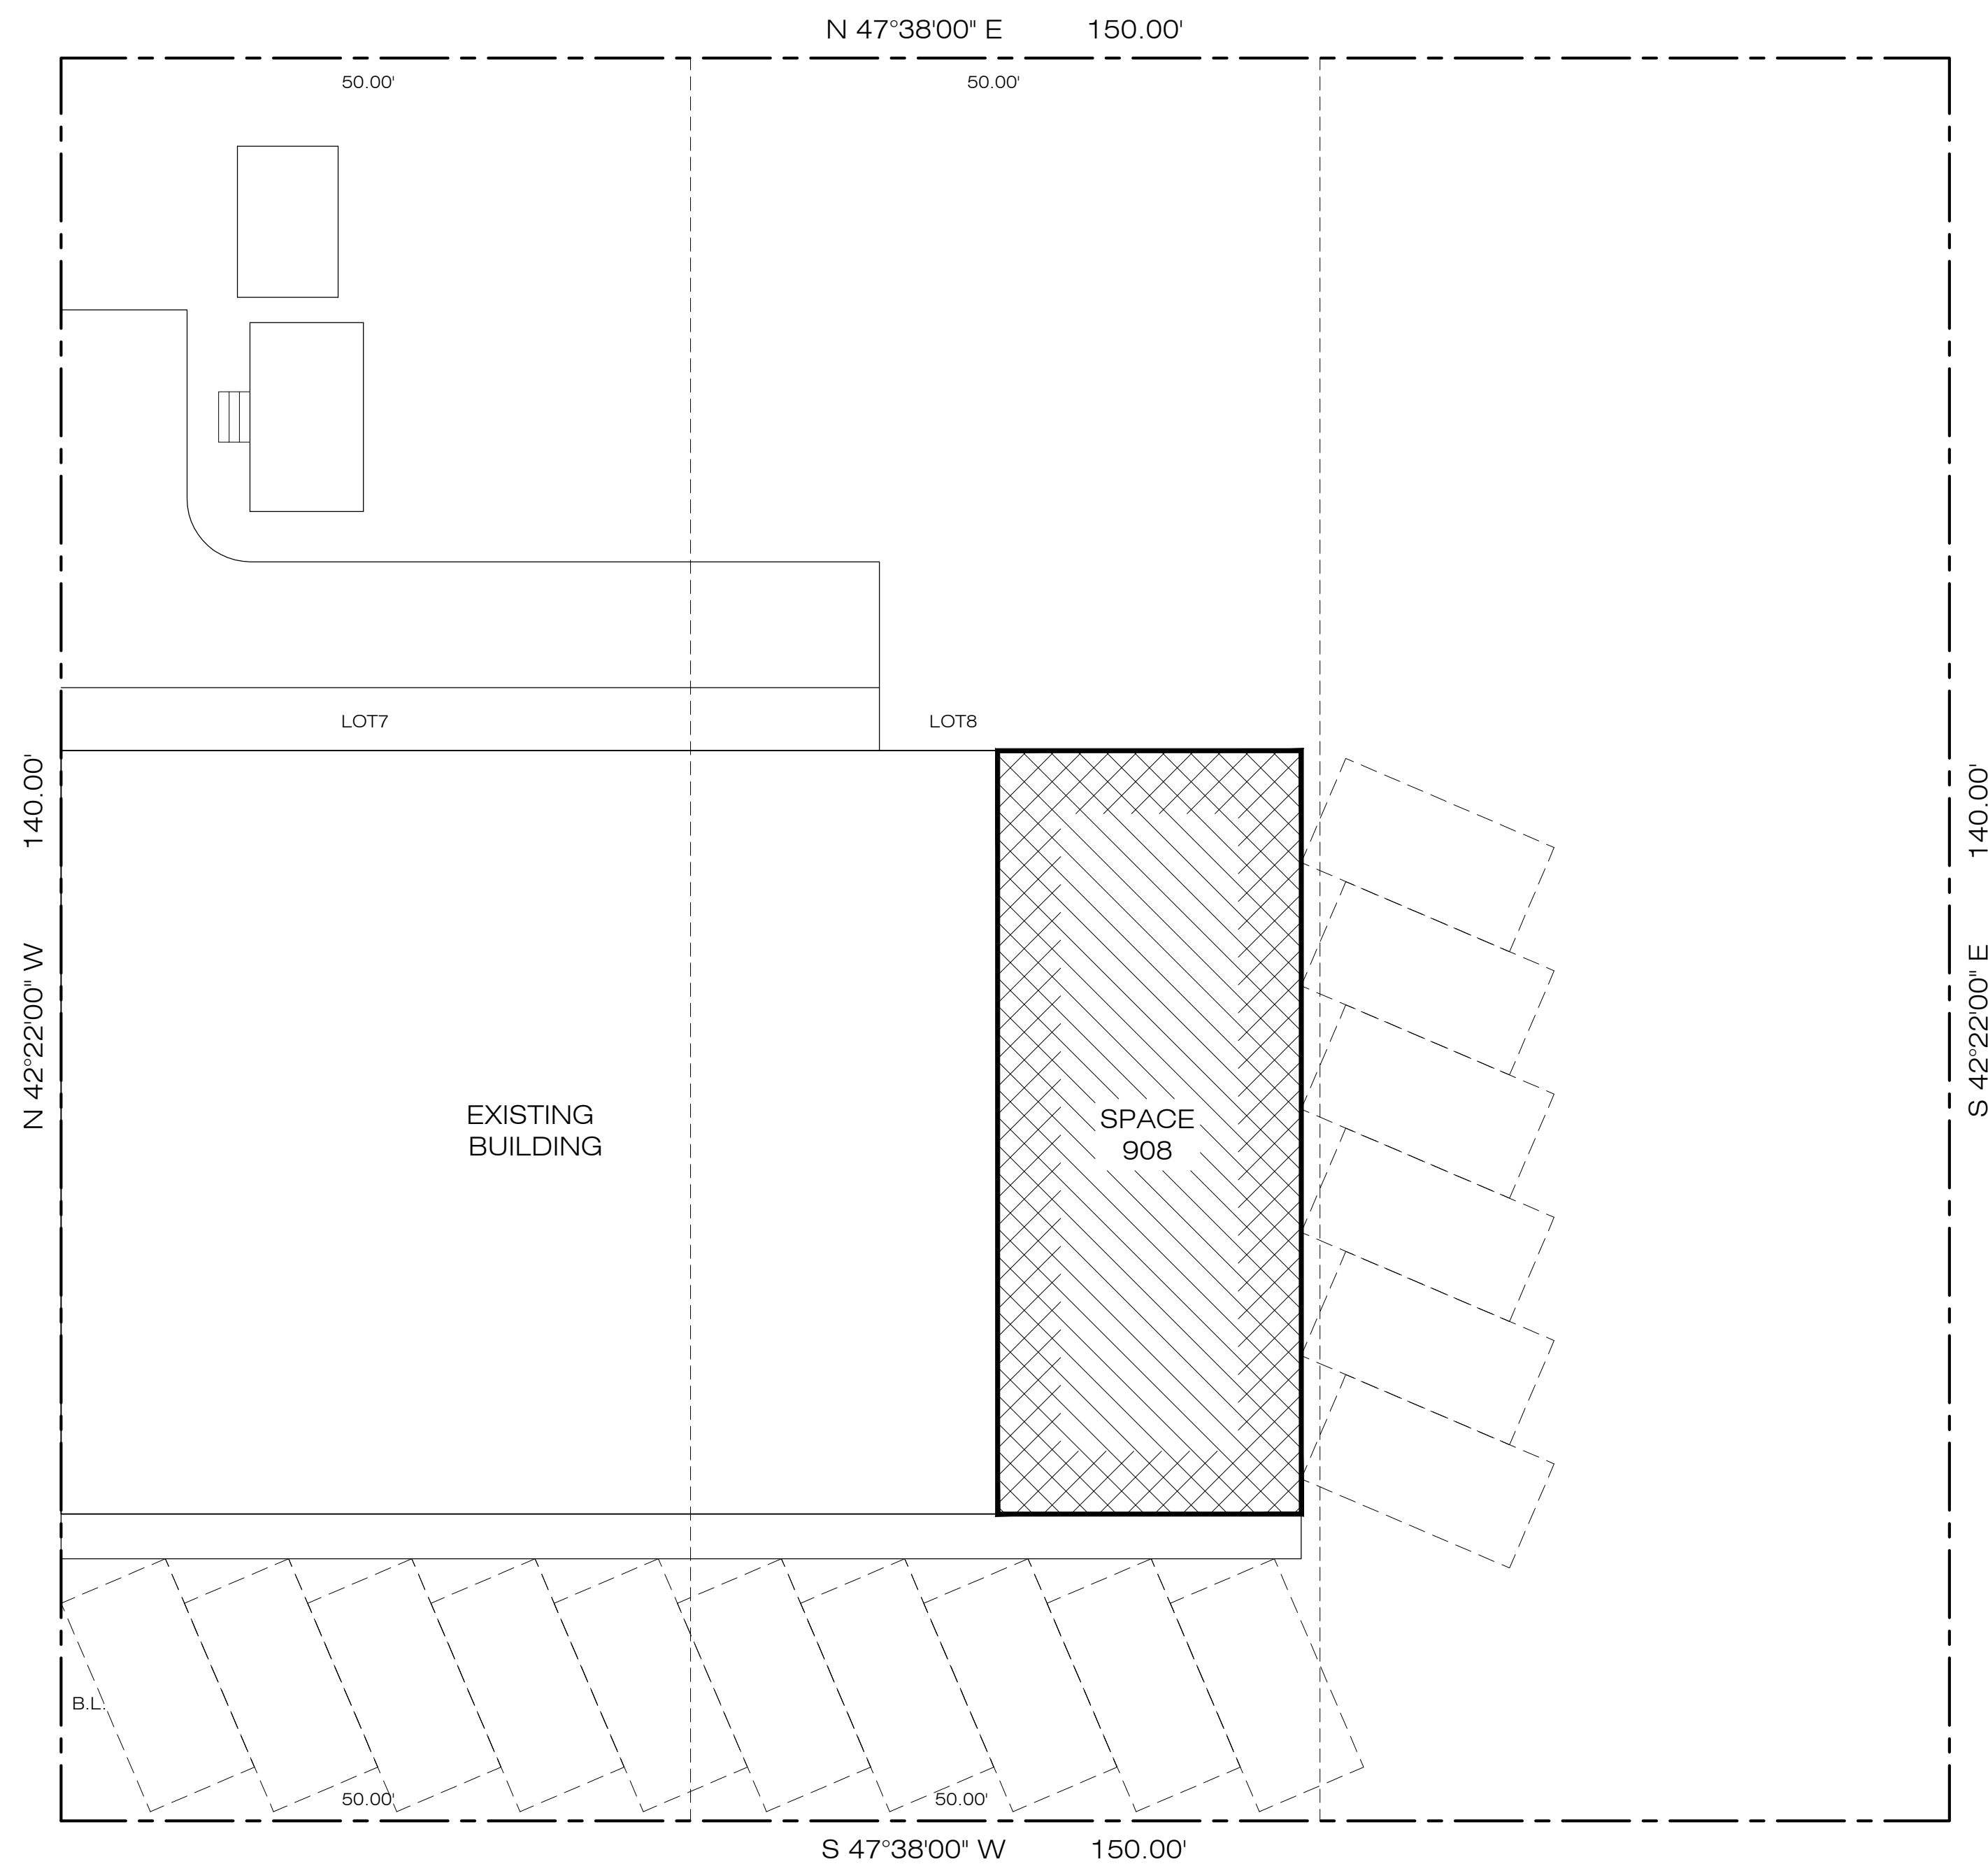 N 47°38'00" E 150.00'
50.00'
50.00'
LOT7
LOT8
N 42°22'00" W 140.00'
S 42°22'00" E 140.00'
EXISTING
BUILDING
SPACE
908
B.L.
50.00'
50.00'
S 47°38'00" W 150.00'